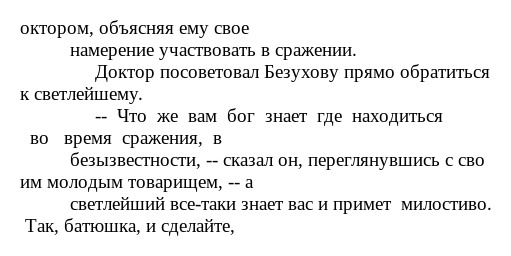 октором, объясняя ему свое
намерение участвовать в сражении.
Доктор посоветовал Безухову прямо обратиться
к светлейшему.
-- Что же вам бог знает где находиться
во время сражения, в
безызвестности, -- сказал он, переглянувшись с сво
им молодым товарищем, -- а
светлейший все-таки знает вас и примет милостиво.
Так, батюшка, и сделайте,